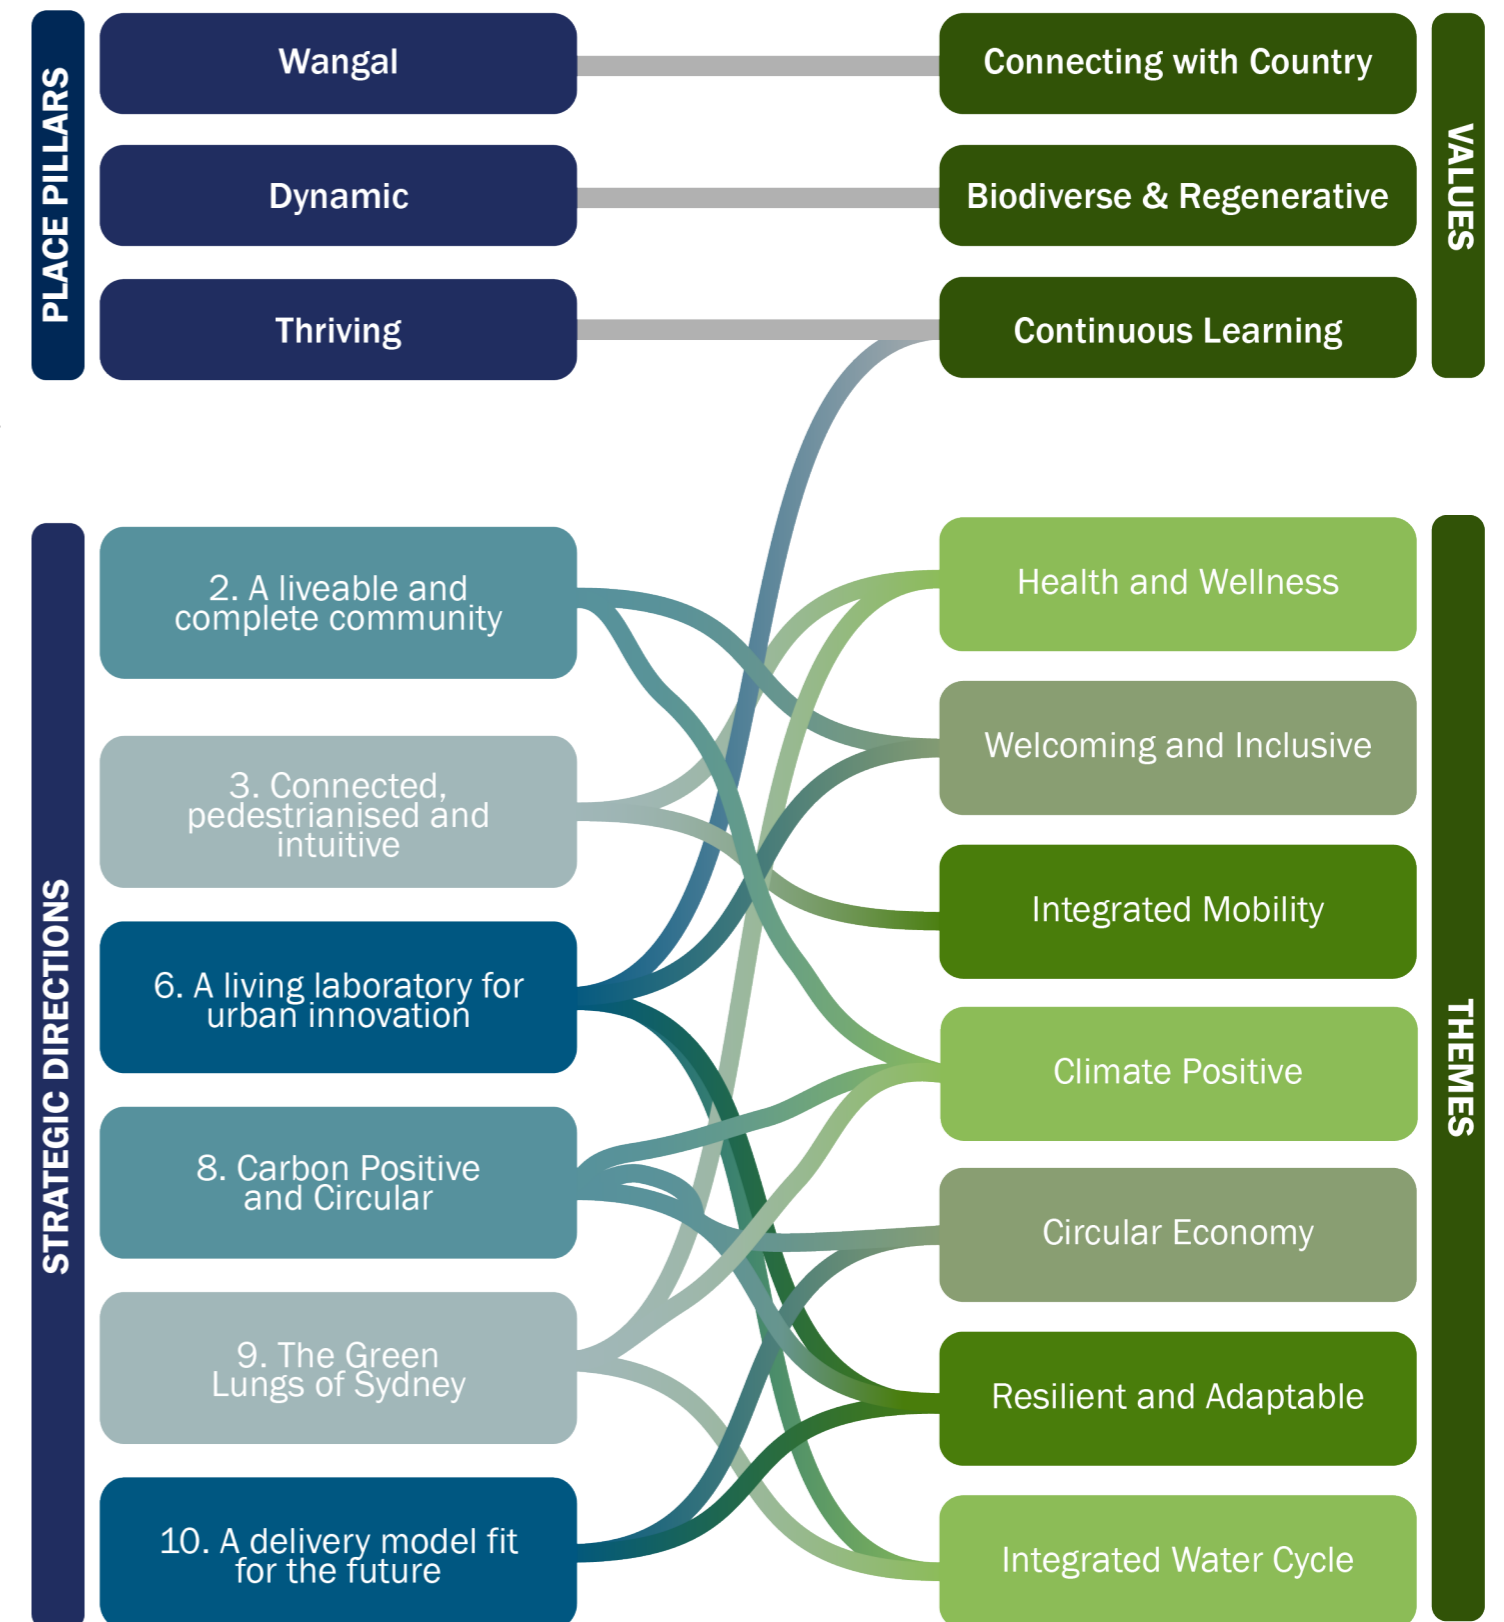 PLACE PILLARS
Wangal
Dynamic
Thriving
Connecting with Country
Biodiverse & Regenerative
Continuous Learning
VALUES
STRATEGIC DIRECTIONS
2. A liveable and
complete community
3. Connected,
pedestrianised and
intuitive
6. A living laboratory for
urban innovation
8. Carbon Positive
and Circular
9. The Green
Lungs of Sydney
10. A delivery model fit
for the future
Health and Wellness
Welcoming and Inclusive
Integrated Mobility
Climate Positive
Circular Economy
Resilient and Adaptable
Integrated Water Cycle
THEMES